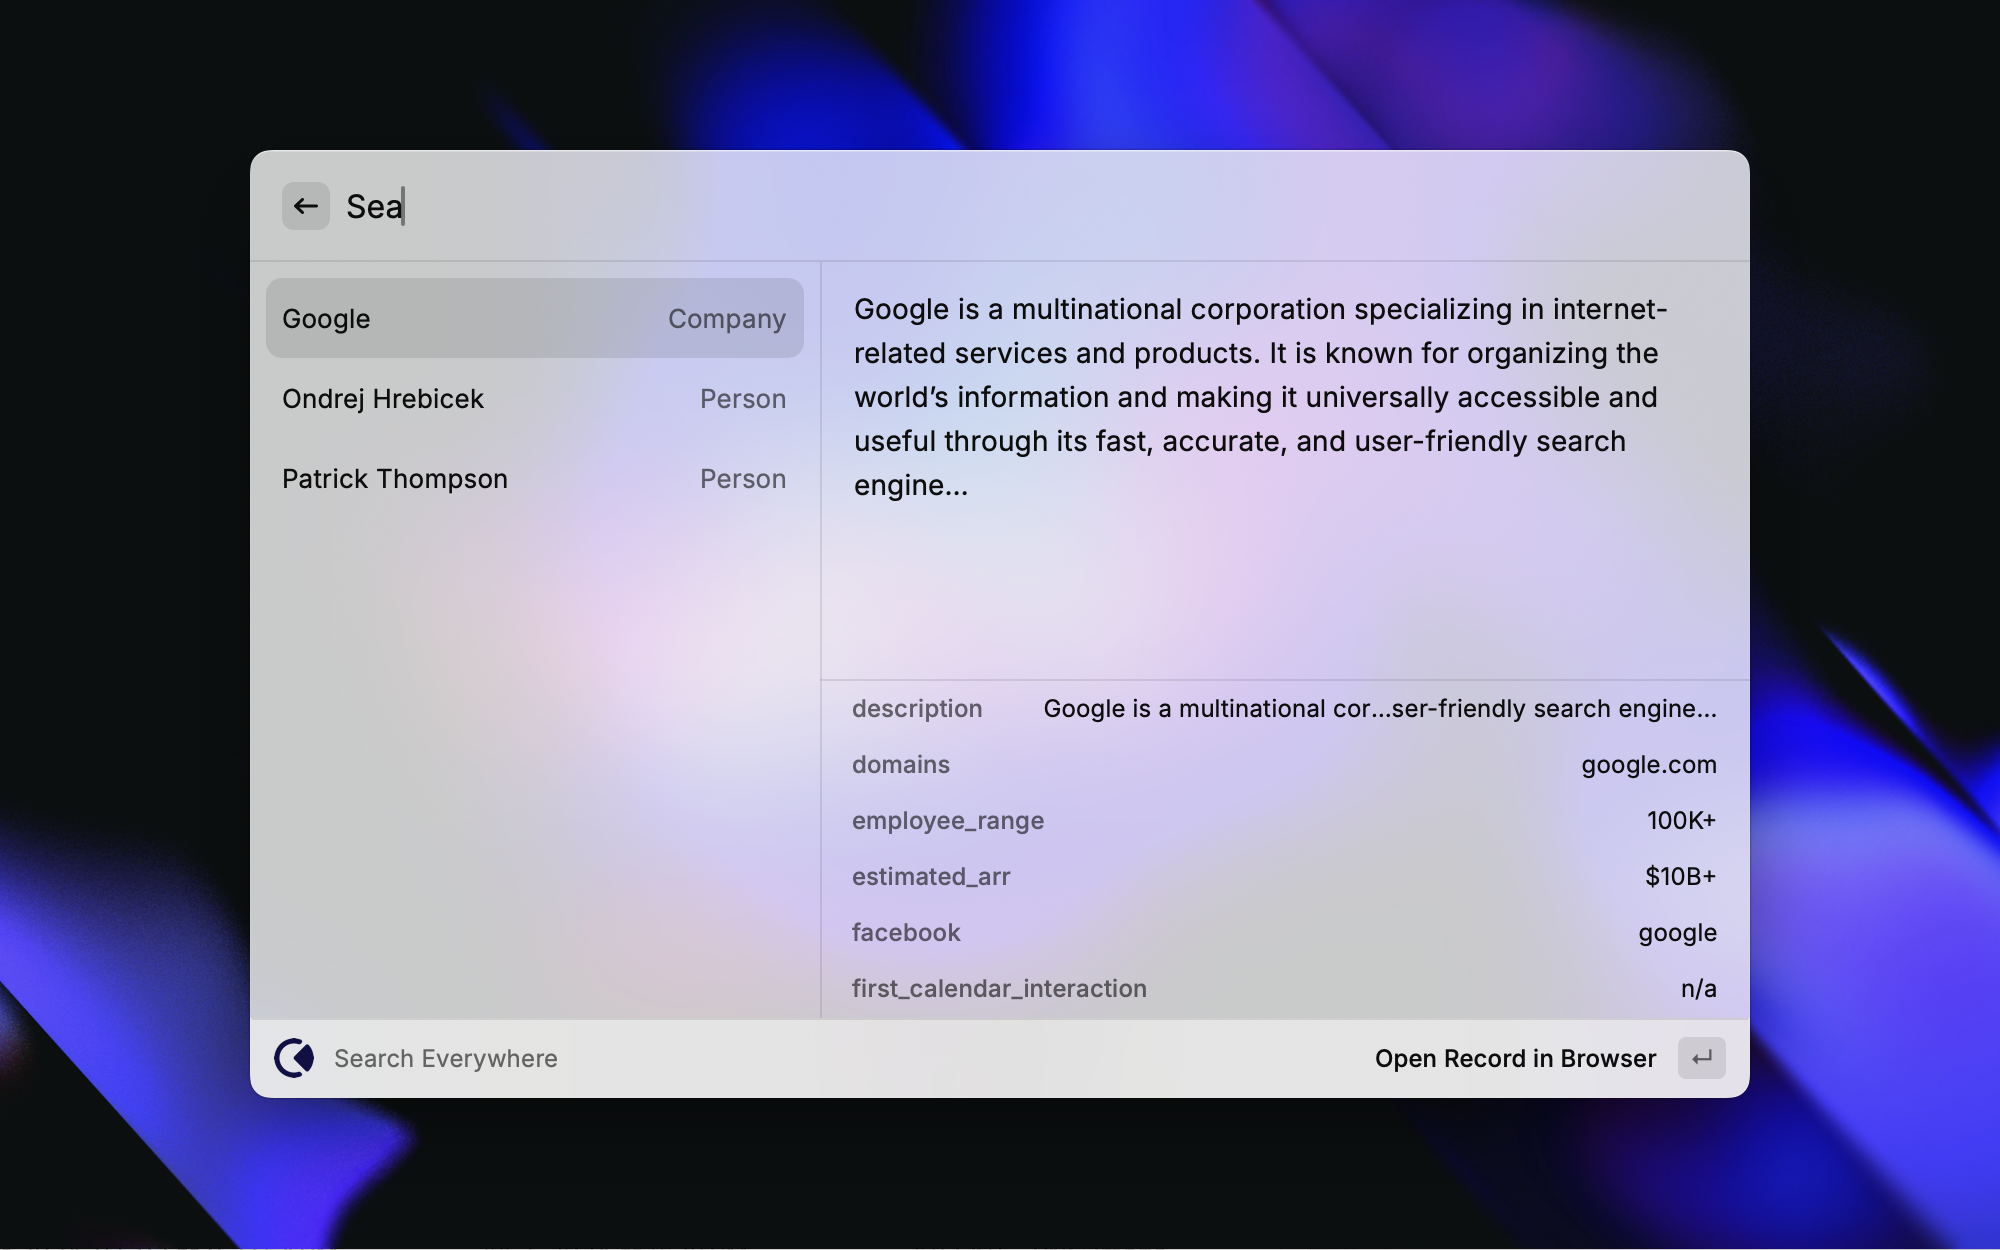 Sea
Google Company
Ondrej Hrebicek Person
Patrick Thompson Person
Google is a multinational corporation specializing in internet-
related services and products. It is known for organizing the
world’s information and making it universally accessible and
useful through its fast, accurate, and user-friendly search
engine...
description Google is a multinational cor...ser-friendly search engine...
domains google.com
employee_range 100K+
estimated_arr $10B+
facebook google
first_calendar_interaction n/a
Search Everywhere Open Record in Browser